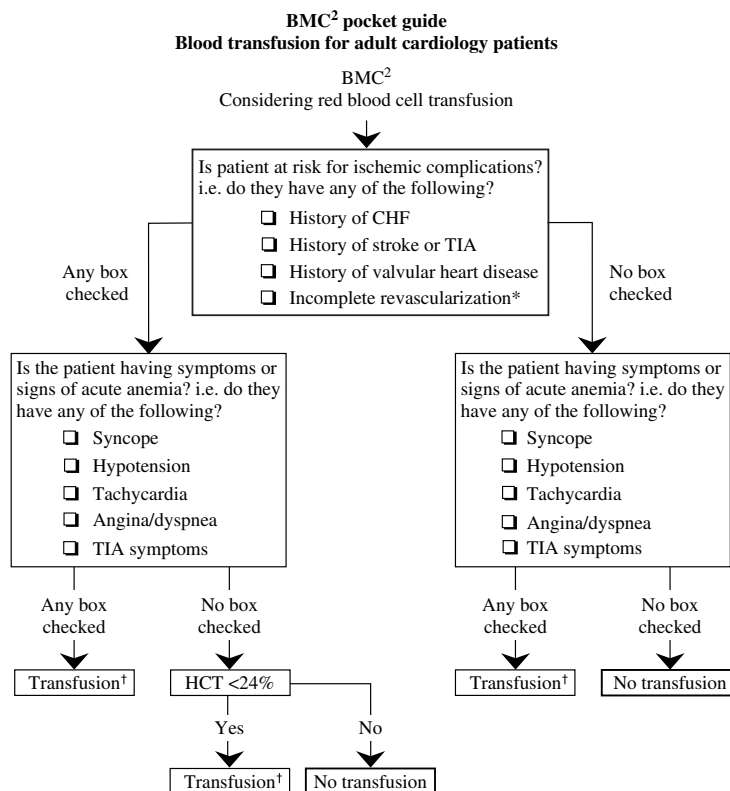 BMC² pocket guide
Blood transfusion for adult cardiology patients
BMC²
Considering red blood cell transfusion
Is patient at risk for ischemic complications?
i.e. do they have any of the following?
❏ History of CHF
❏ History of stroke or TIA
❏ History of valvular heart disease
❏ Incomplete revascularization*
Any box
checked
No box
checked
Is the patient having symptoms or
signs of acute anemia? i.e. do they
have any of the following?
❏ Syncope
❏ Hypotension
❏ Tachycardia
❏ Angina/dyspnea
❏ TIA symptoms
Any box
checked
No box
checked
Transfusion†
HCT <24%
Yes
No
Transfusion†
No transfusion
Is the patient having symptoms or
signs of acute anemia? i.e. do they
have any of the following?
❏ Syncope
❏ Hypotension
❏ Tachycardia
❏ Angina/dyspnea
❏ TIA symptoms
Any box
checked
No box
checked
Transfusion†
No transfusion